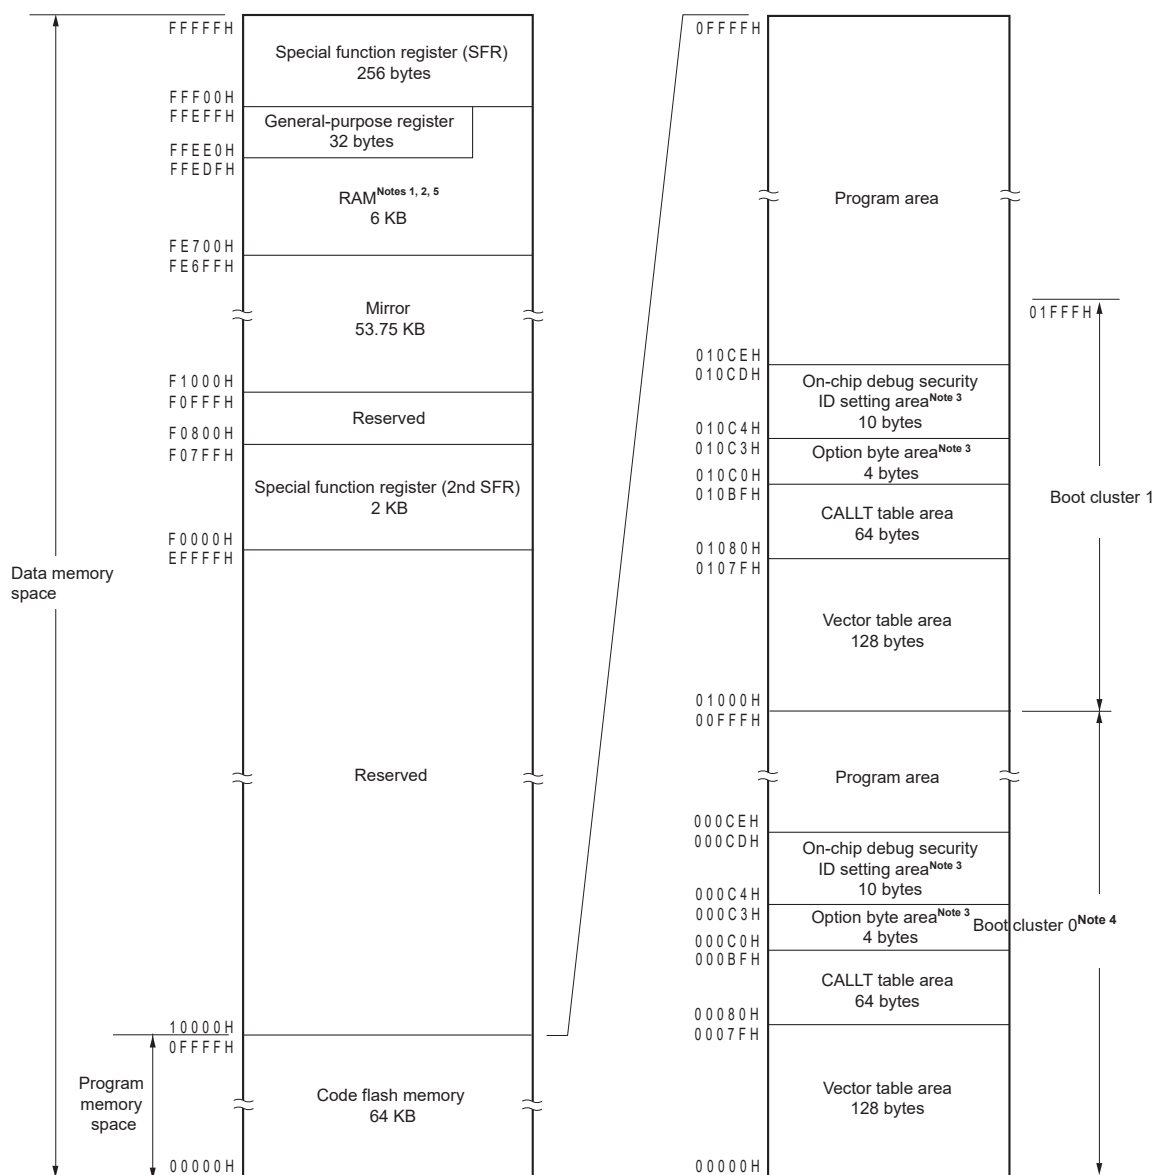 FFFFFH
Special function register (SFR)
256 bytes
FFF00H
FFEFFH
General-purpose register
32 bytes
FFEE0H
FFEDFH
RAMNotes 1, 2, 5
6 KB
FE700H
FE6FFH
Mirror
53.75 KB
F1000H
F0FFFH
Reserved
F0800H
F07FFH
Special function register (2nd SFR)
2 KB
F0000H
EFFFFH
Data memory
space
Reserved
10000H
0FFFFH
Program
memory
space
Code flash memory
64 KB
00000H
0FFFFH
Program area
01FFFH
010CEH
010CDH
On-chip debug security
ID setting areaNote 3
10 bytes
010C4H
010C3H
Option byte areaNote 3
4 bytes
010C0H
010BFH
Boot cluster 1
CALLT table area
64 bytes
01080H
0107FH
Vector table area
128 bytes
01000H
00FFFH
Program area
000CEH
000CDH
On-chip debug security
ID setting areaNote 3
10 bytes
000C4H
000C3H
Option byte areaNote 3
4 bytes
Boot cluster 0Note 4
000C0H
000BFH
CALLT table area
64 bytes
00080H
0007FH
Vector table area
128 bytes
00000H